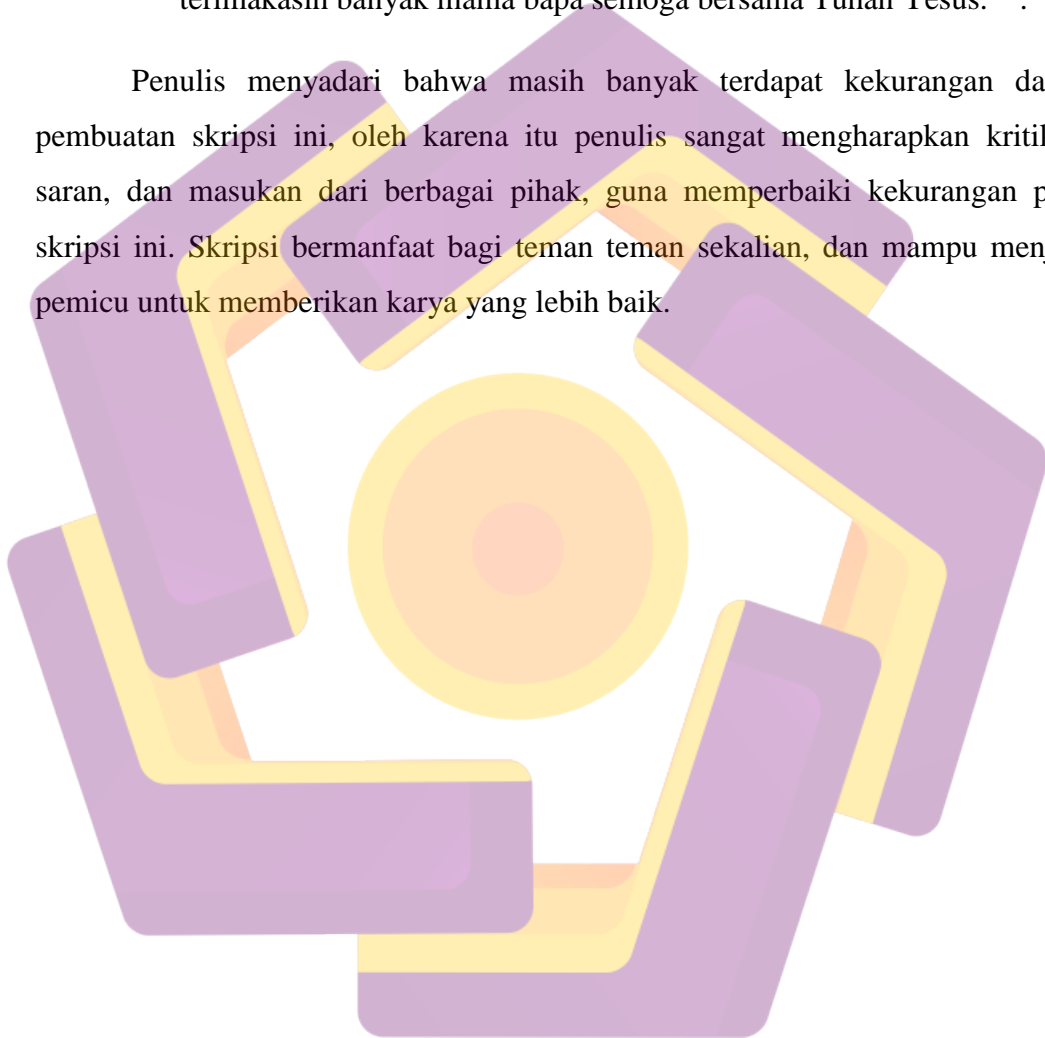 terimakasih banyak mama bapa semoga bersama Tuhan Yesus.
Penulis menyadari bahwa masih banyak terdapat kekurangan da
pembuatan skripsi ini, oleh karena itu penulis sangat mengharapkan kritil
saran, dan masukan dari berbagai pihak, guna memperbaiki kekurangan p
skripsi ini. Skripsi bermanfaat bagi teman teman sekalian, dan mampu menj
pemicu untuk memberikan karya yang lebih baik.